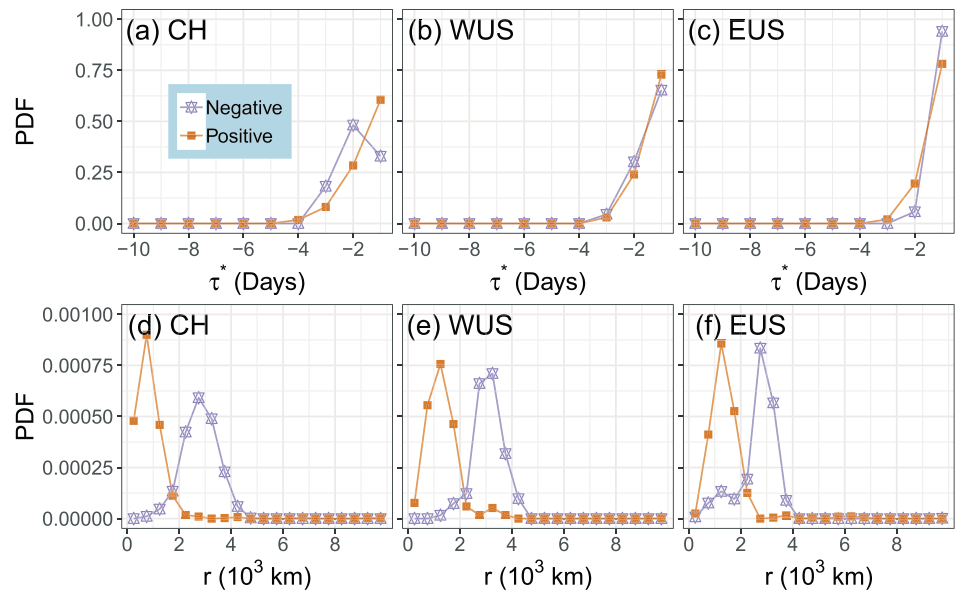 (a) CH
(b) WUS
(c) EUS
PDF
1.00
0.75
0.50
0.25
0.00
Negative
Positive
−10 −8 −6 −4 −2
−10 −8 −6 −4 −2
−10 −8 −6 −4 −2
τ* (Days)
τ* (Days)
τ* (Days)
(d) CH
(e) WUS
(f) EUS
PDF
0.00100
0.00075
0.00050
0.00025
0.00000
0 2 4 6 8
0 2 4 6 8
0 2 4 6 8
r (10³ km)
r (10³ km)
r (10³ km)